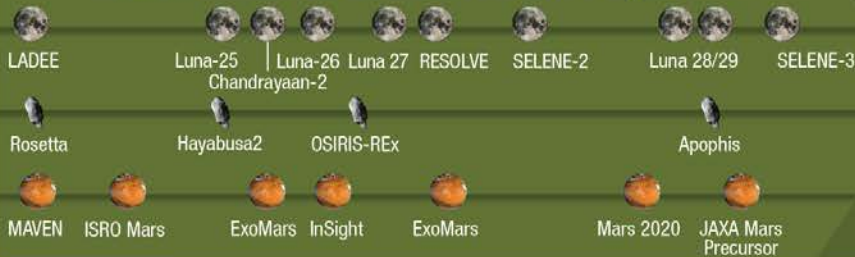 LADEE Luna-25 Luna-26 Luna 27 RESOLVE SELENE-2 Luna 28/29 SELENE-3
Chandrayaan-2
Rosetta Hayabusa2 OSIRIS-REx Apophis
MAVEN ISRO Mars ExoMars InSight ExoMars Mars 2020 JAXA Mars
Precursor